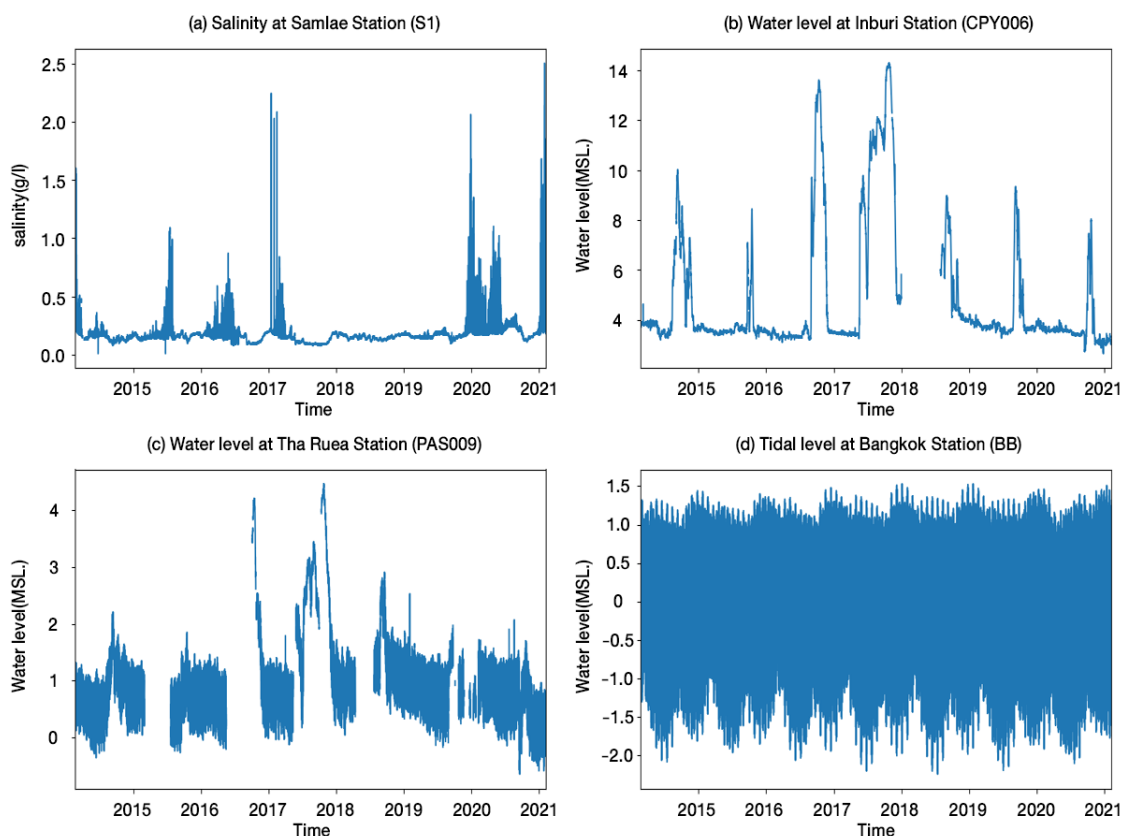 (a) Salinity at Samlae Station (S1)
salinity(g/l)
2.5
2.0
1.5
1.0
0.5
0.0
2015 2016 2017 2018 2019 2020 2021
Time
(b) Water level at Inburi Station (CPY006)
Water level(MSL.)
14
12
10
8
6
4
2015 2016 2017 2018 2019 2020 2021
Time
(c) Water level at Tha Ruea Station (PAS009)
Water level(MSL.)
4
3
2
1
0
2015 2016 2017 2018 2019 2020 2021
Time
(d) Tidal level at Bangkok Station (BB)
Water level(MSL.)
1.5
1.0
0.5
0
−0.5
−1.0
−1.5
−2.0
2015 2016 2017 2018 2019 2020 2021
Time